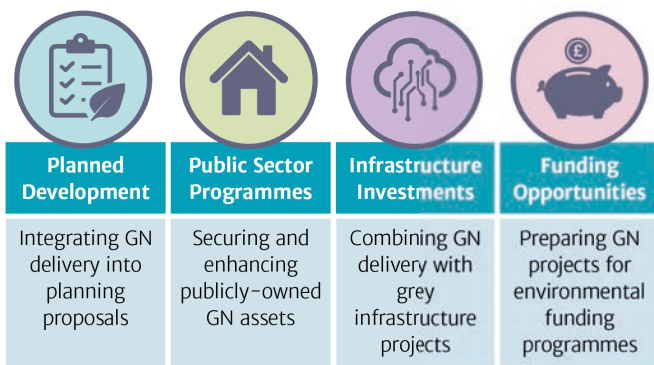 £
Planned
Development
Public Sector
Programmes
Infrastructure
Investments
Funding
Opportunities
Integrating GN
delivery into
planning
proposals
Securing and
enhancing
publicly-owned
GN assets
Combining GN
delivery with
grey
infrastructure
projects
Preparing GN
projects for
environmental
funding
programmes